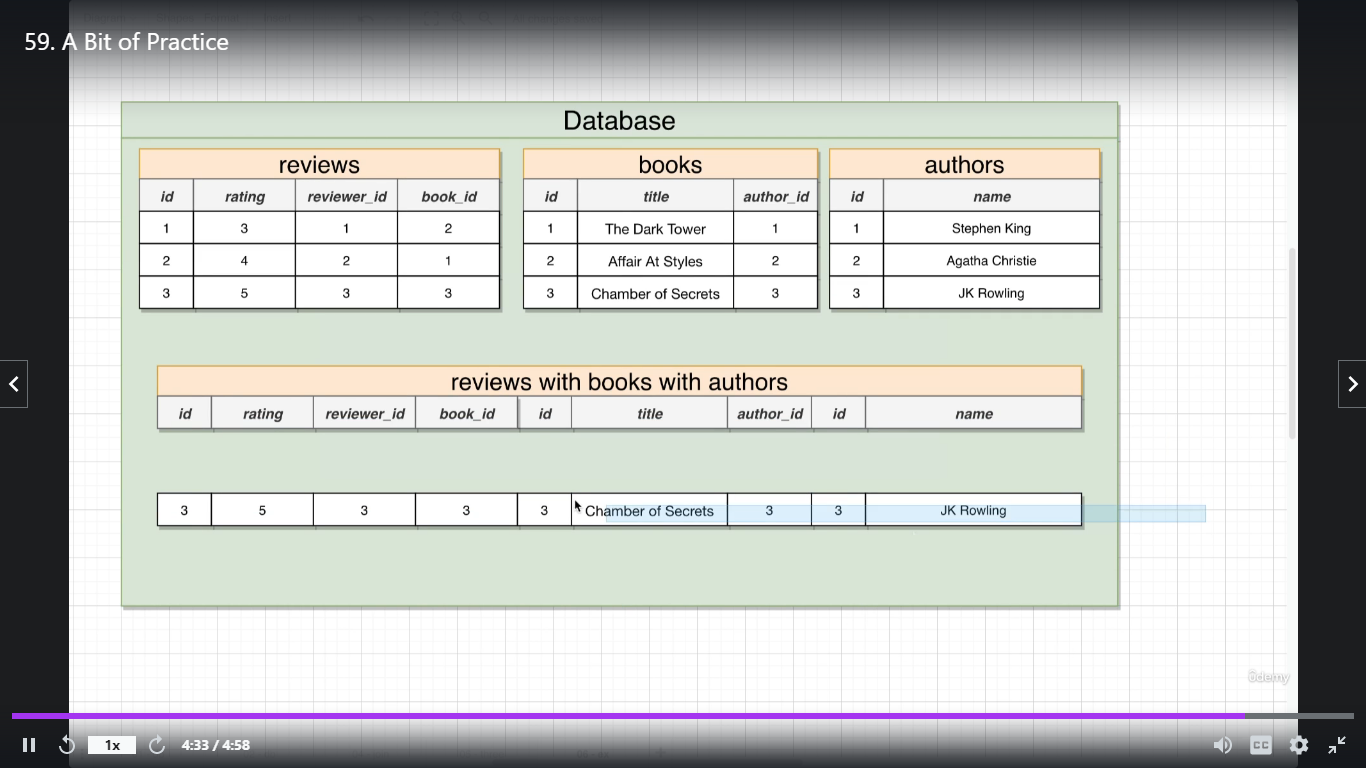 59. A Bit of Practice
Database
reviews
id rating reviewer_id book_id
1 3 1 2
2 4 2 1
3 5 3 3
books
id title author_id
1 The Dark Tower 1
2 Affair At Styles 2
3 Chamber of Secrets 3
authors
id name
1 Stephen King
2 Agatha Christie
3 JK Rowling
reviews with books with authors
id rating reviewer_id book_id id title author_id id name
3 5 3 3 3 Chamber of Secrets 3 3 JK Rowling
ûdemy
1x 4:33 / 4:58 CC